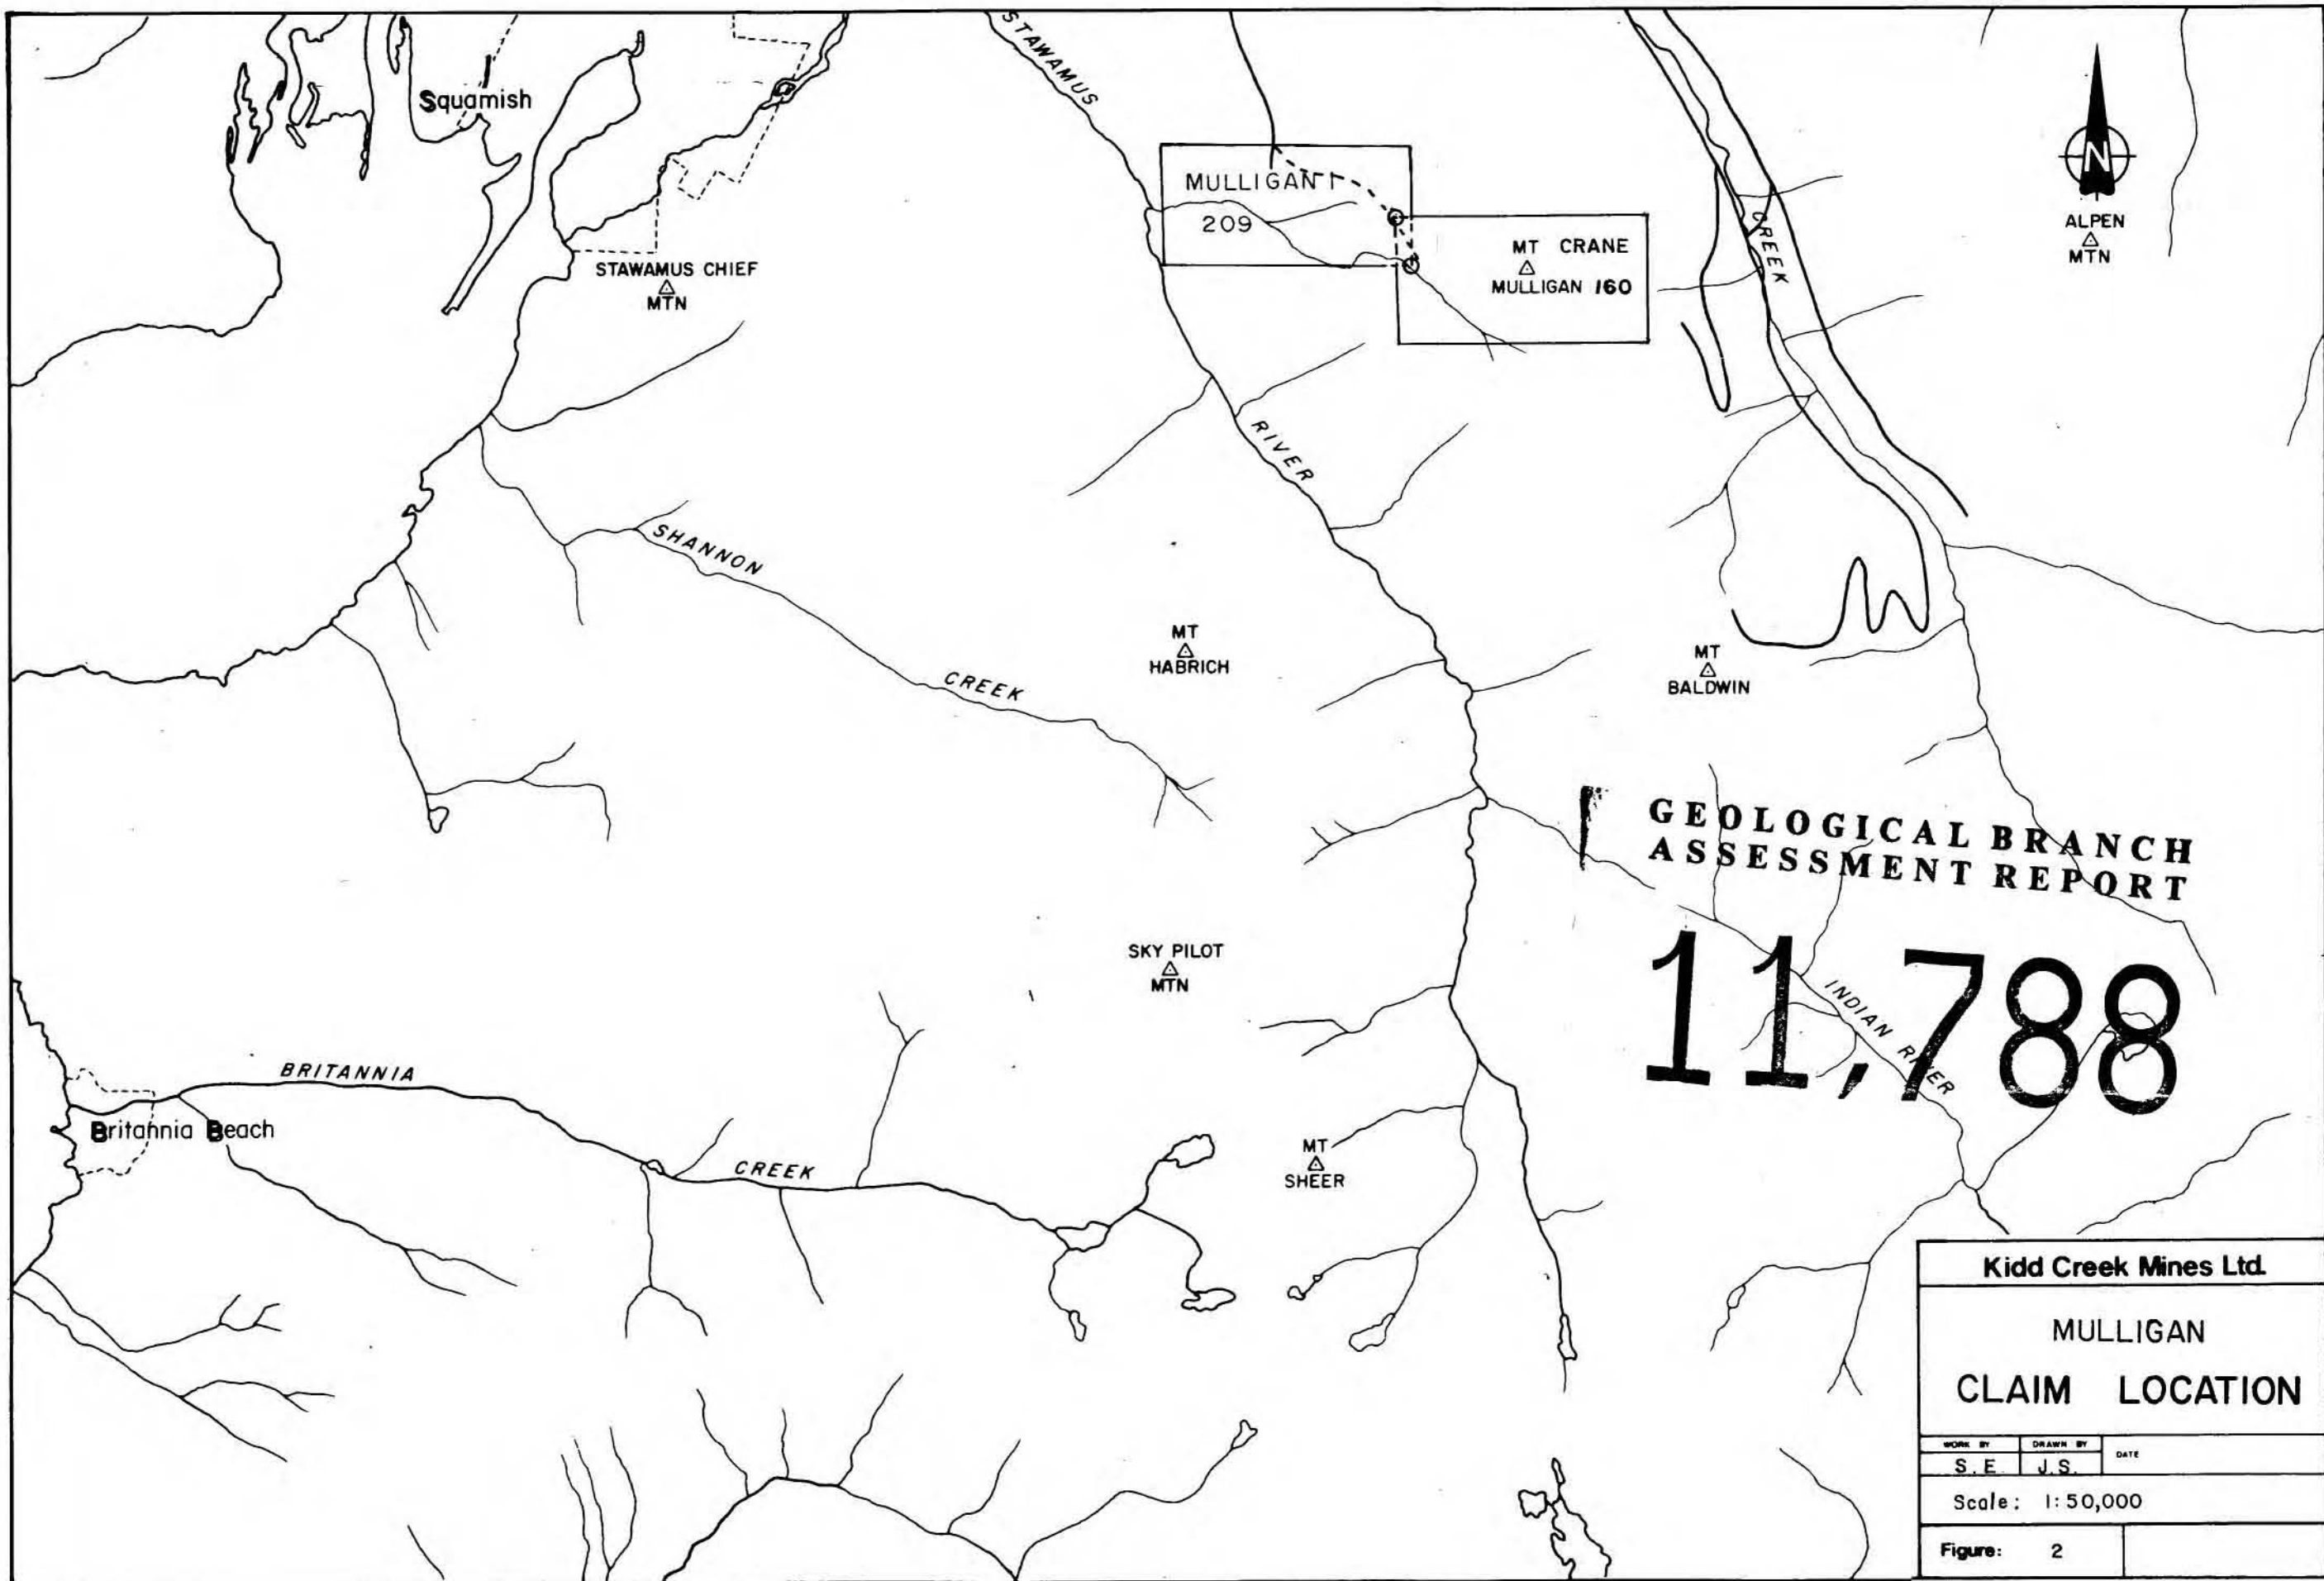 STAWAMUS
Squamish
MULLIGAN 1
209
ALPEN
MTN
N
MT CRANE
MULLIGAN 160
CREEK
STAWAMUS CHIEF
MTN
RIVER
SHANNON
CREEK
MT
HABRICH
MT
BALDWIN
GEOLOGICAL BRANCH
ASSESSMENT REPORT
11,788
SKY PILOT
MTN
INDIAN RIVER
BRITANNIA
Britannia Beach
CREEK
MT
SHEER
Kidd Creek Mines Ltd.
MULLIGAN
CLAIM LOCATION
WORK BY DRAWN BY DATE
S.E. J.S.
Scale: 1:50,000
Figure: 2